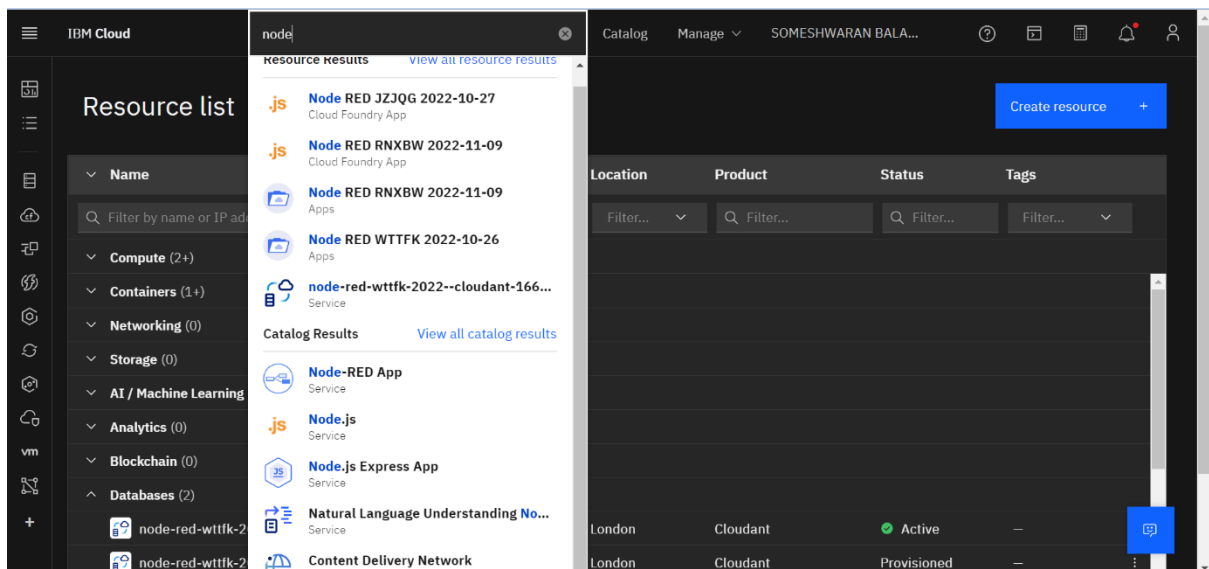 IBM Cloud
node
Catalog
Manage
SOMESHWARAN BALA...
Resource list
Create resource +
Resource Results View all resource results
.js Node RED JZJQG 2022-10-27
Cloud Foundry App
.js Node RED RNXBW 2022-11-09
Cloud Foundry App
Node RED RNXBW 2022-11-09
Apps
Node RED WTTFK 2022-10-26
Apps
node-red-wttfk-2022--cloudant-166...
Service
Catalog Results View all catalog results
Node-RED App
Service
.js Node.js
Service
JS Node.js Express App
Service
Natural Language Understanding No...
Service
Content Delivery Network
Name Location Product Status Tags
Filter by name or IP add Filter... Filter... Filter... Filter...
Compute (2+)
Containers (1+)
Networking (0)
Storage (0)
AI / Machine Learning
Analytics (0)
Blockchain (0)
Databases (2)
node-red-wttfk-2 London Cloudant Active –
node-red-wttfk-2 London Cloudant Provisioned –
vm
+